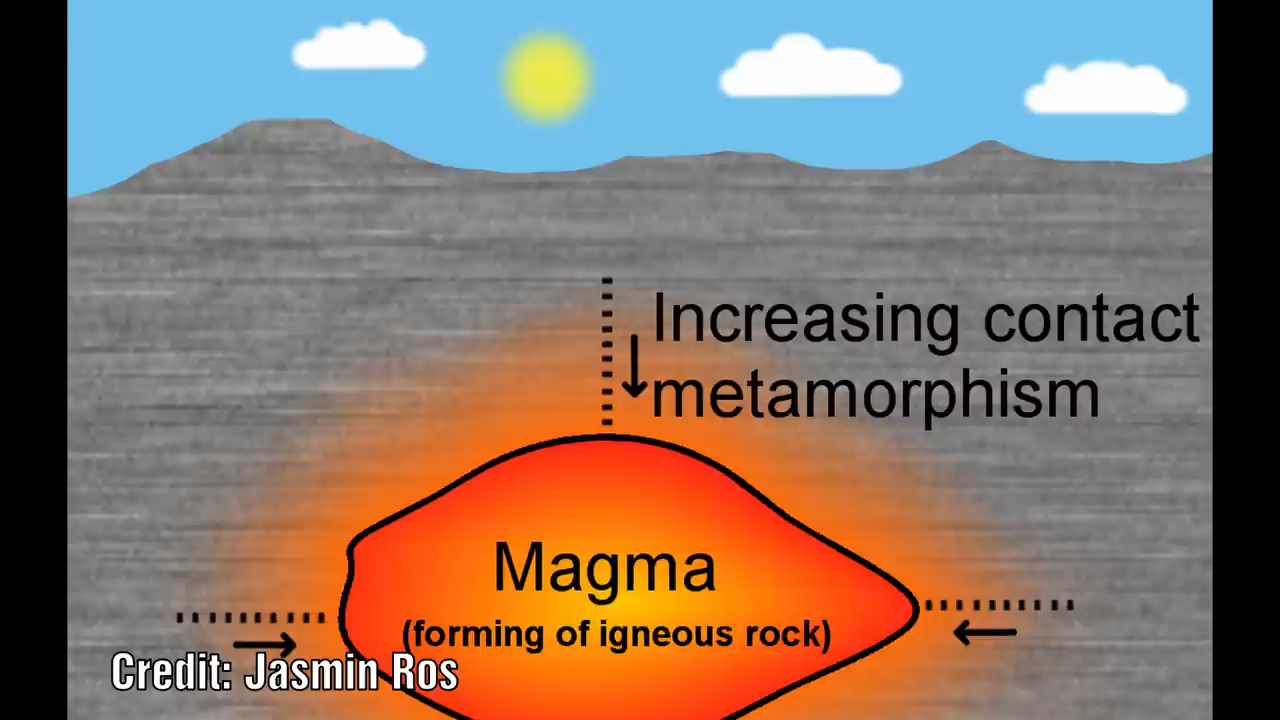 Increasing contact
metamorphism
Magma
(forming of igneous rock)
Credit: Jasmin Ros